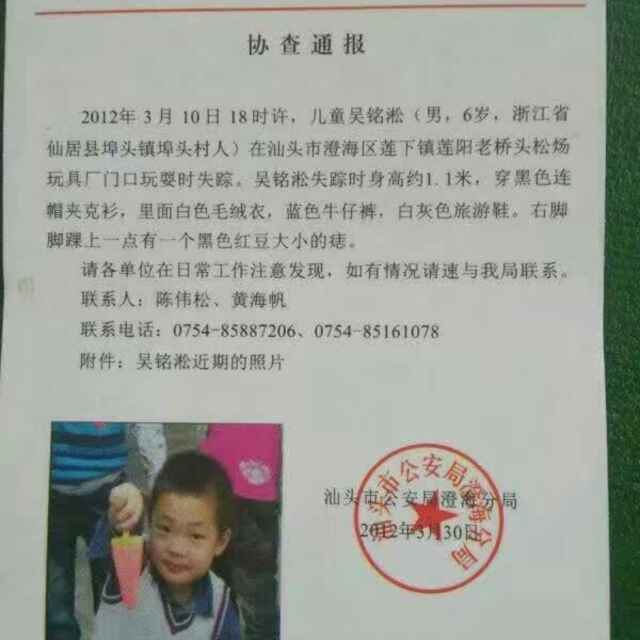 协查通报
2012年3月10日18时许，儿童吴铭淞（男，6岁，浙江省
仙居县埠头镇埠头村人）在汕头市澄海区莲下镇莲阳老桥头松炀
玩具厂门口玩耍时失踪。吴铭淞失踪时身高约1.1米，穿黑色连
帽夹克衫，里面白色毛绒衣，蓝色牛仔裤，白灰色旅游鞋。右脚
脚踝上一点有一个黑色红豆大小的痣。
请各单位在日常工作注意发现，如有情况请速与我局联系。
联系人：陈伟松、黄海帆
联系电话：0754-85887206、0754-85161078
附件：吴铭淞近期的照片
汕头市公安局澄海分局
汕头市公安局澄海分局
2012年3月30日